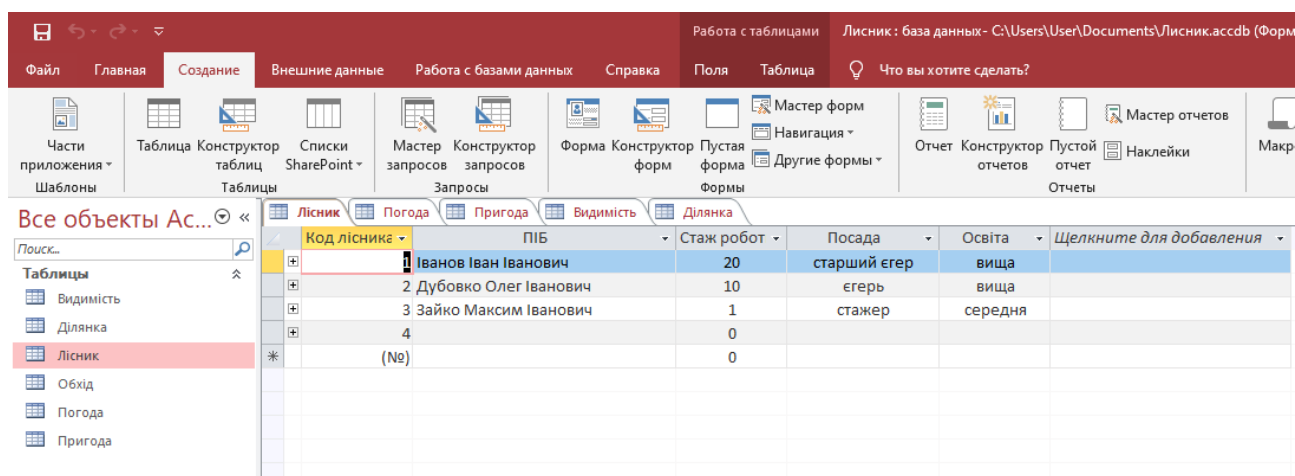 Работа с таблицами Лисник : база данных- C:\Users\User\Documents\Лисник.accdb (Форм
Файл Главная Создание Внешние данные Работа с базами данных Справка Поля Таблица Что вы хотите сделать?
Части приложения
Таблица
Конструктор таблиц
Списки SharePoint
Мастер запросов
Конструктор запросов
Форма
Конструктор форм
Пустая форма
Мастер форм
Навигация
Другие формы
Отчет
Конструктор отчетов
Пустой отчет
Мастер отчетов
Наклейки
Макр
Шаблоны Таблицы Запросы Формы Отчеты
Все объекты Ac... «
Поиск...
Таблицы
Видимість
Ділянка
Лісник
Обхід
Погода
Пригода
Лісник Погода Пригода Видимість Ділянка
Код лісника ПІБ Стаж робот Посада Освіта Щелкните для добавления
1 Іванов Іван Іванович 20 старший єгер вища
2 Дубовко Олег Іванович 10 єгерь вища
3 Зайко Максим Іванович 1 стажер середня
4 0
(№) 0